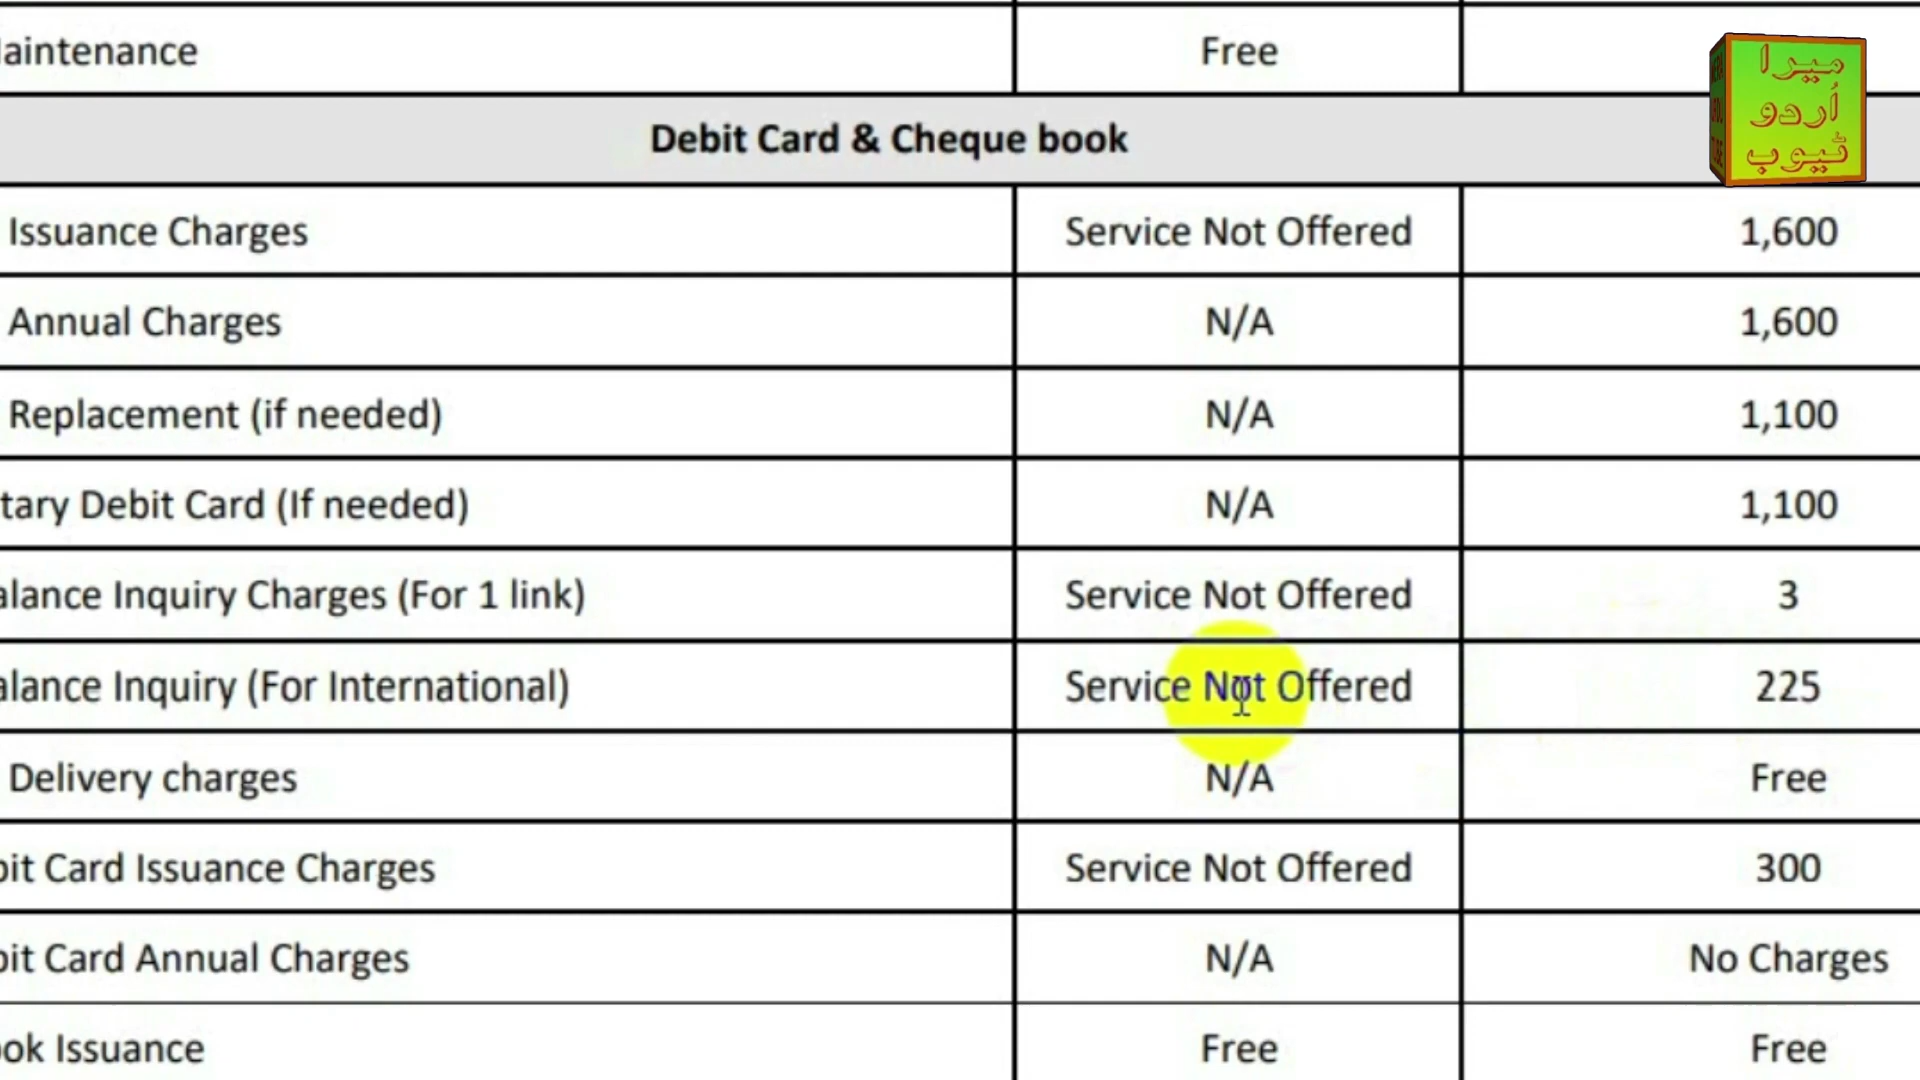 aintenance Free
Debit Card & Cheque book
میرا
اُردو
ٹیوب
Issuance Charges Service Not Offered 1,600
Annual Charges N/A 1,600
Replacement (if needed) N/A 1,100
tary Debit Card (If needed) N/A 1,100
alance Inquiry Charges (For 1 link) Service Not Offered 3
alance Inquiry (For International) Service Not Offered 225
Delivery charges N/A Free
bit Card Issuance Charges Service Not Offered 300
bit Card Annual Charges N/A No Charges
ook Issuance Free Free